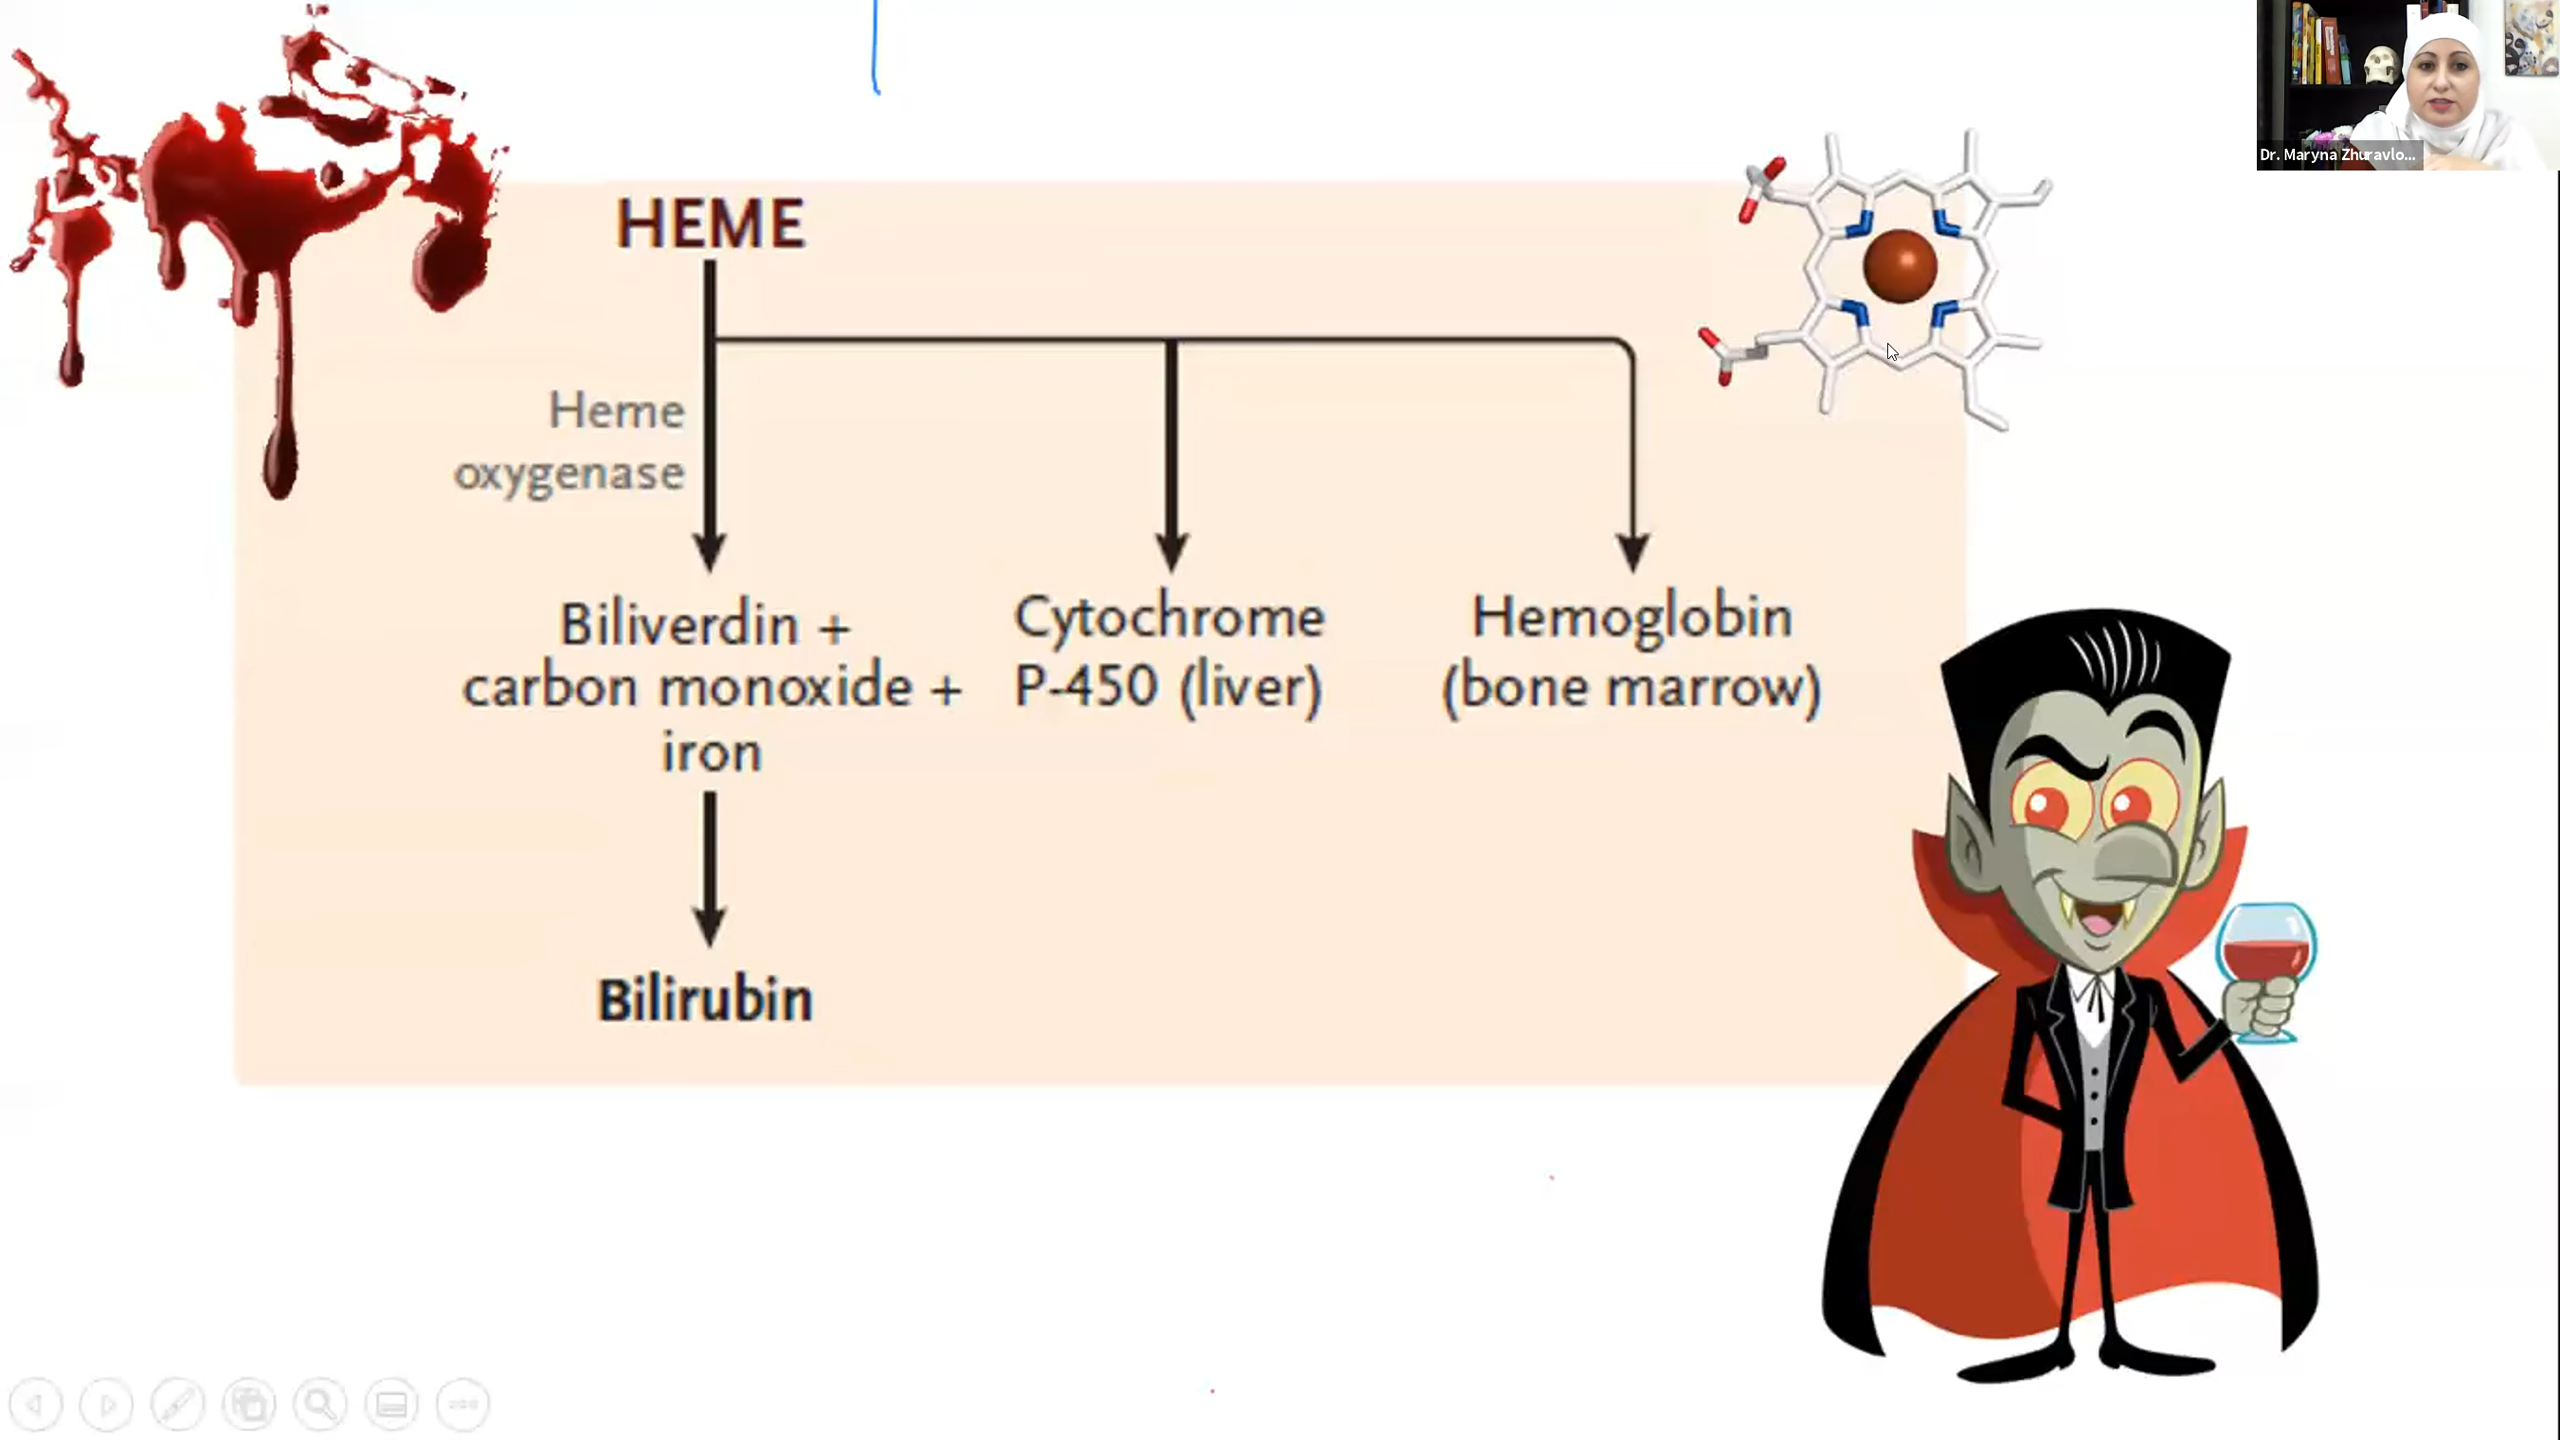 Dr. Maryna Zhuravlo...
HEME
Heme
oxygenase
Biliverdin +
carbon monoxide +
iron
Cytochrome
P-450 (liver)
Hemoglobin
(bone marrow)
Bilirubin